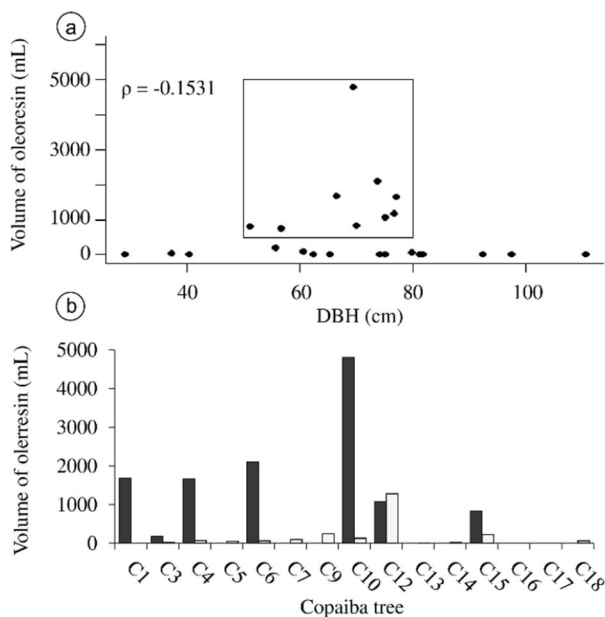 a
Volume of oleoresin (mL)
5000
3000
1000
0
ρ = -0.1531
40 60 80 100
DBH (cm)
b
Volume of olerresin (mL)
5000
4000
3000
2000
1000
0
C1 C3 C4 C5 C6 C7 C9 C10 C12 C13 C14 C15 C16 C17 C18
Copaiba tree